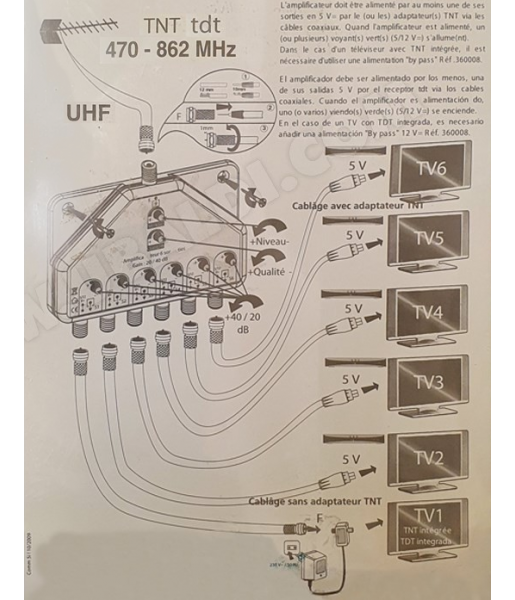 L'amplificateur doit être alimenté par au moins une de ses
sorties en 5 V= par le (ou les) adaptateur(s) TNT via les
câbles coaxiaux. Quand l'amplificateur est alimenté, un
(ou plusieurs) voyant(s) vert(s) (5/12 V=) s'allume(nt).
Dans le cas d'un téléviseur avec TNT intégrée, il est
nécessaire d'utiliser une alimentation "by pass" Réf. 360008.
El amplificador debe ser alimentado por los menos, una
de sus salidas 5 V por el receptor tdt via los cables
coaxiales. Cuando el amplificador es alimentación do,
uno (o varios) viendo(s) verde(s) (5/12 V=) se enciende.
En el caso de un TV con TDT integrada, es necesario
añadir una alimentación "By pass" 12 V= Réf. 360008.
TNT tdt
470 - 862 MHz
UHF
1
2
F
1mm
3
5 V
TV6
Câblage avec adaptateur TNT
5 V
TV5
+Niveau-
+Qualité -
5 V
TV4
+40 / 20
dB
5 V
TV3
5 V
TV2
Câblage sans adaptateur TNT
F
TV1
TNT intégrée
TDT integrada